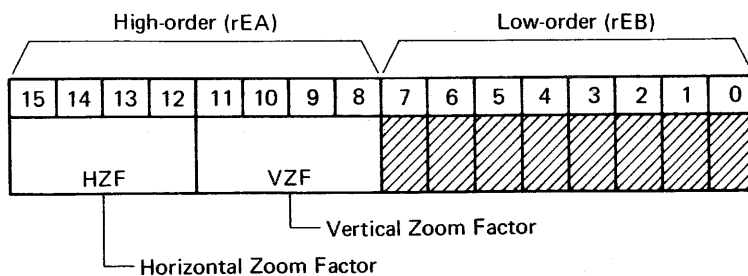 High-order (rEA) Low-order (rEB)
15 14 13 12 11 10 9 8 7 6 5 4 3 2 1 0
HZF VZF
Vertical Zoom Factor
Horizontal Zoom Factor